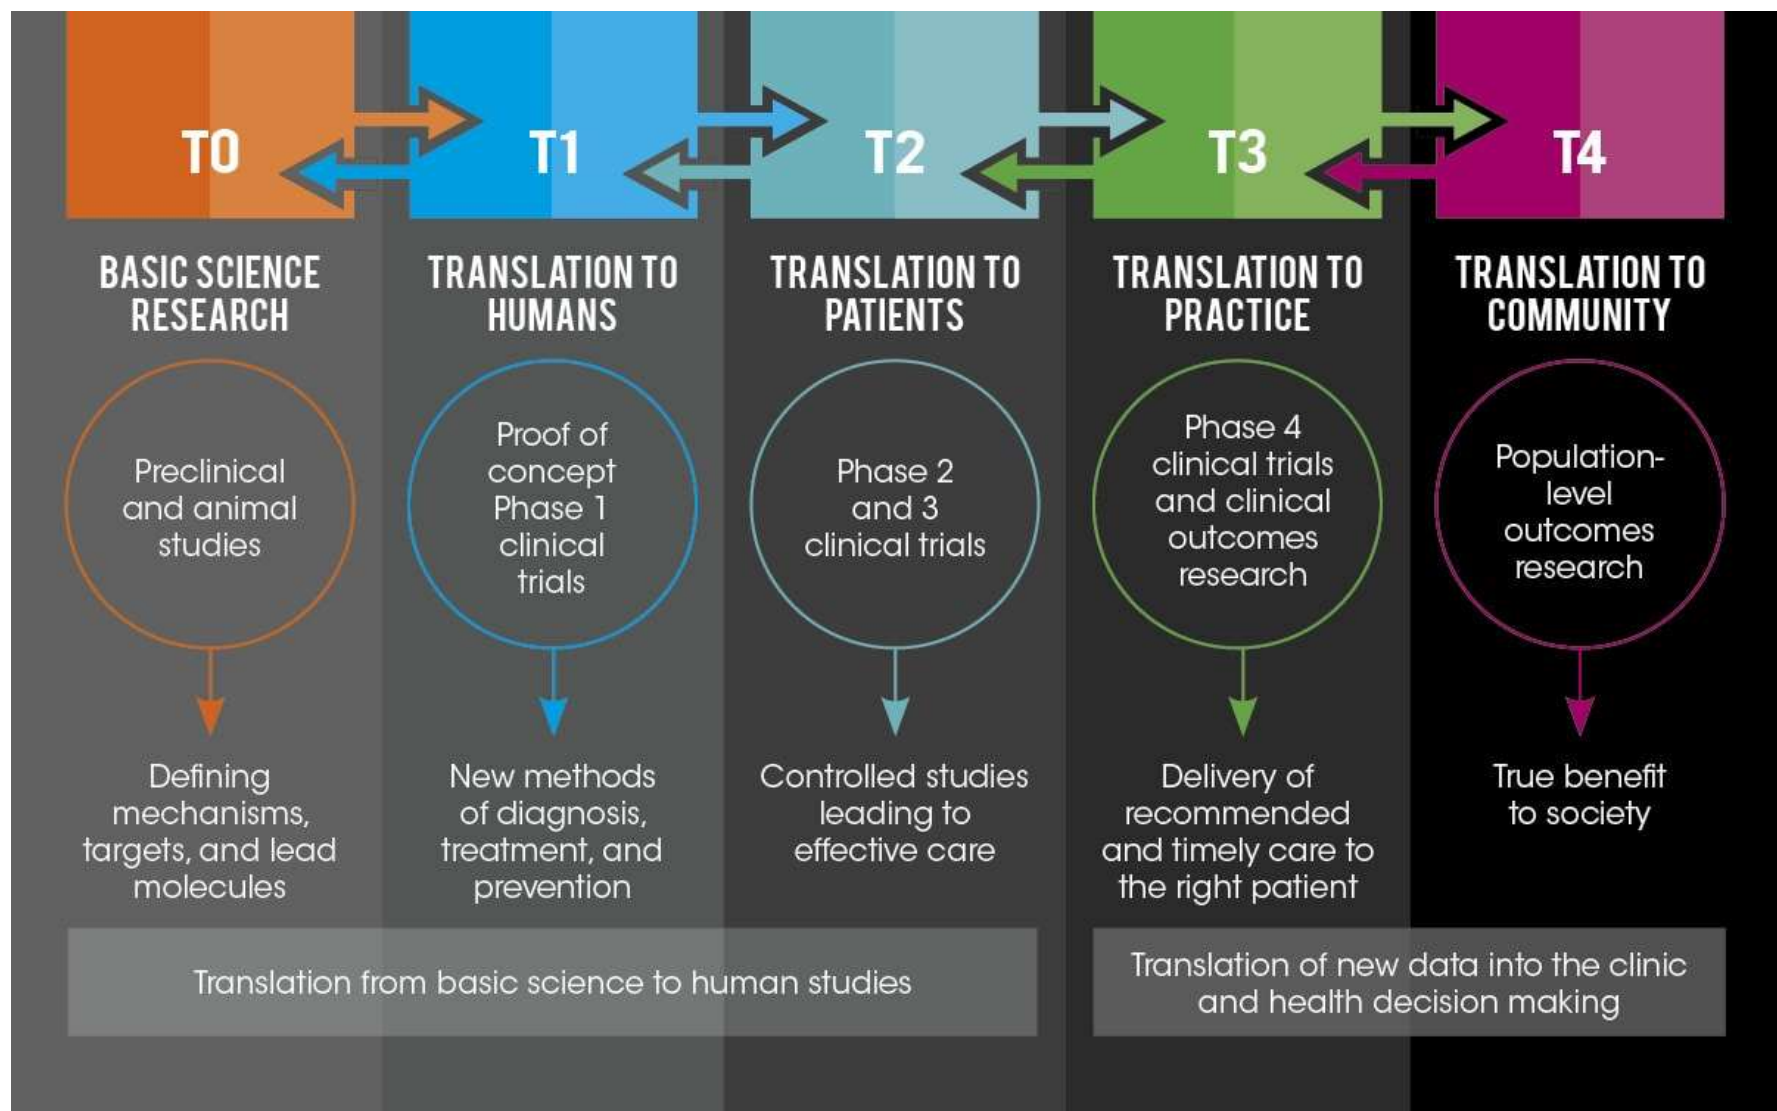 T0
T1
T2
T3
T4
BASIC SCIENCE
RESEARCH
TRANSLATION TO
HUMANS
TRANSLATION TO
PATIENTS
TRANSLATION TO
PRACTICE
TRANSLATION TO
COMMUNITY
Preclinical
and animal
studies
Proof of
concept
Phase 1
clinical
trials
Phase 2
and 3
clinical trials
Phase 4
clinical trials
and clinical
outcomes
research
Population-
level
outcomes
research
Defining
mechanisms,
targets, and lead
molecules
New methods
of diagnosis,
treatment, and
prevention
Controlled studies
leading to
effective care
Delivery of
recommended
and timely care to
the right patient
True benefit
to society
Translation from basic science to human studies
Translation of new data into the clinic
and health decision making